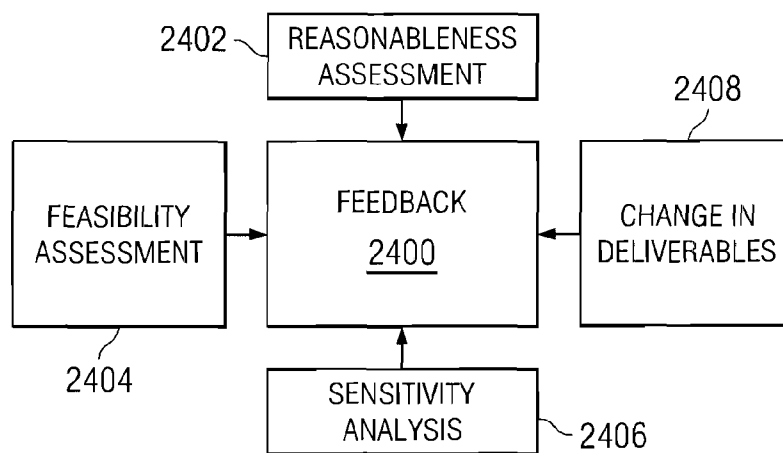 2402
REASONABLENESS
ASSESSMENT
2408
FEASIBILITY
ASSESSMENT
FEEDBACK
2400
CHANGE IN
DELIVERABLES
2404
SENSITIVITY
ANALYSIS
2406